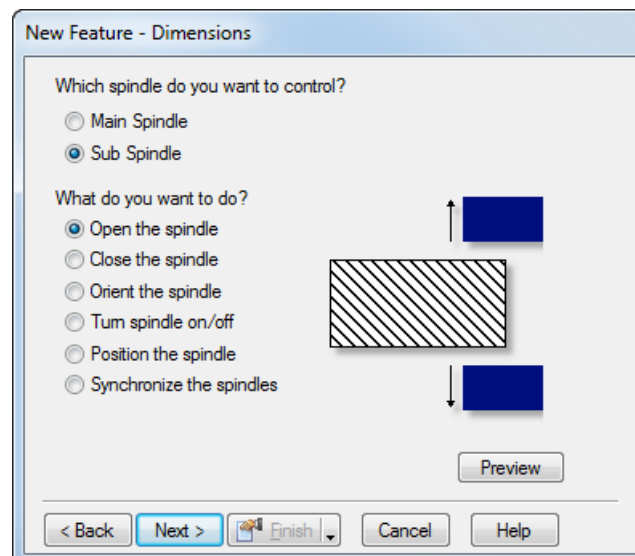 New Feature - Dimensions
Which spindle do you want to control?
Main Spindle
Sub Spindle
What do you want to do?
Open the spindle
Close the spindle
Orient the spindle
Turn spindle on/off
Position the spindle
Synchronize the spindles
Preview
< Back Next > Finish Cancel Help